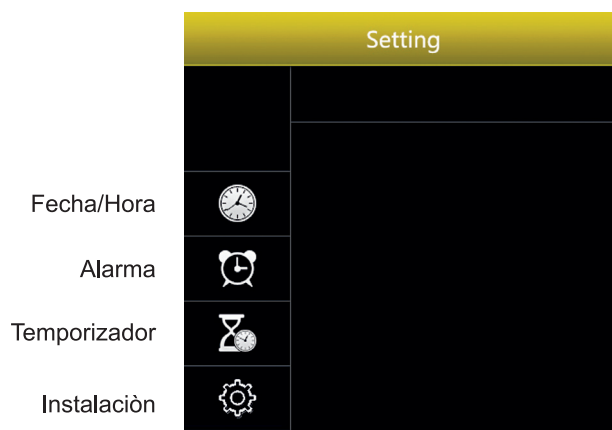 Setting
Fecha/Hora
Alarma
Temporizador
Instalaciòn